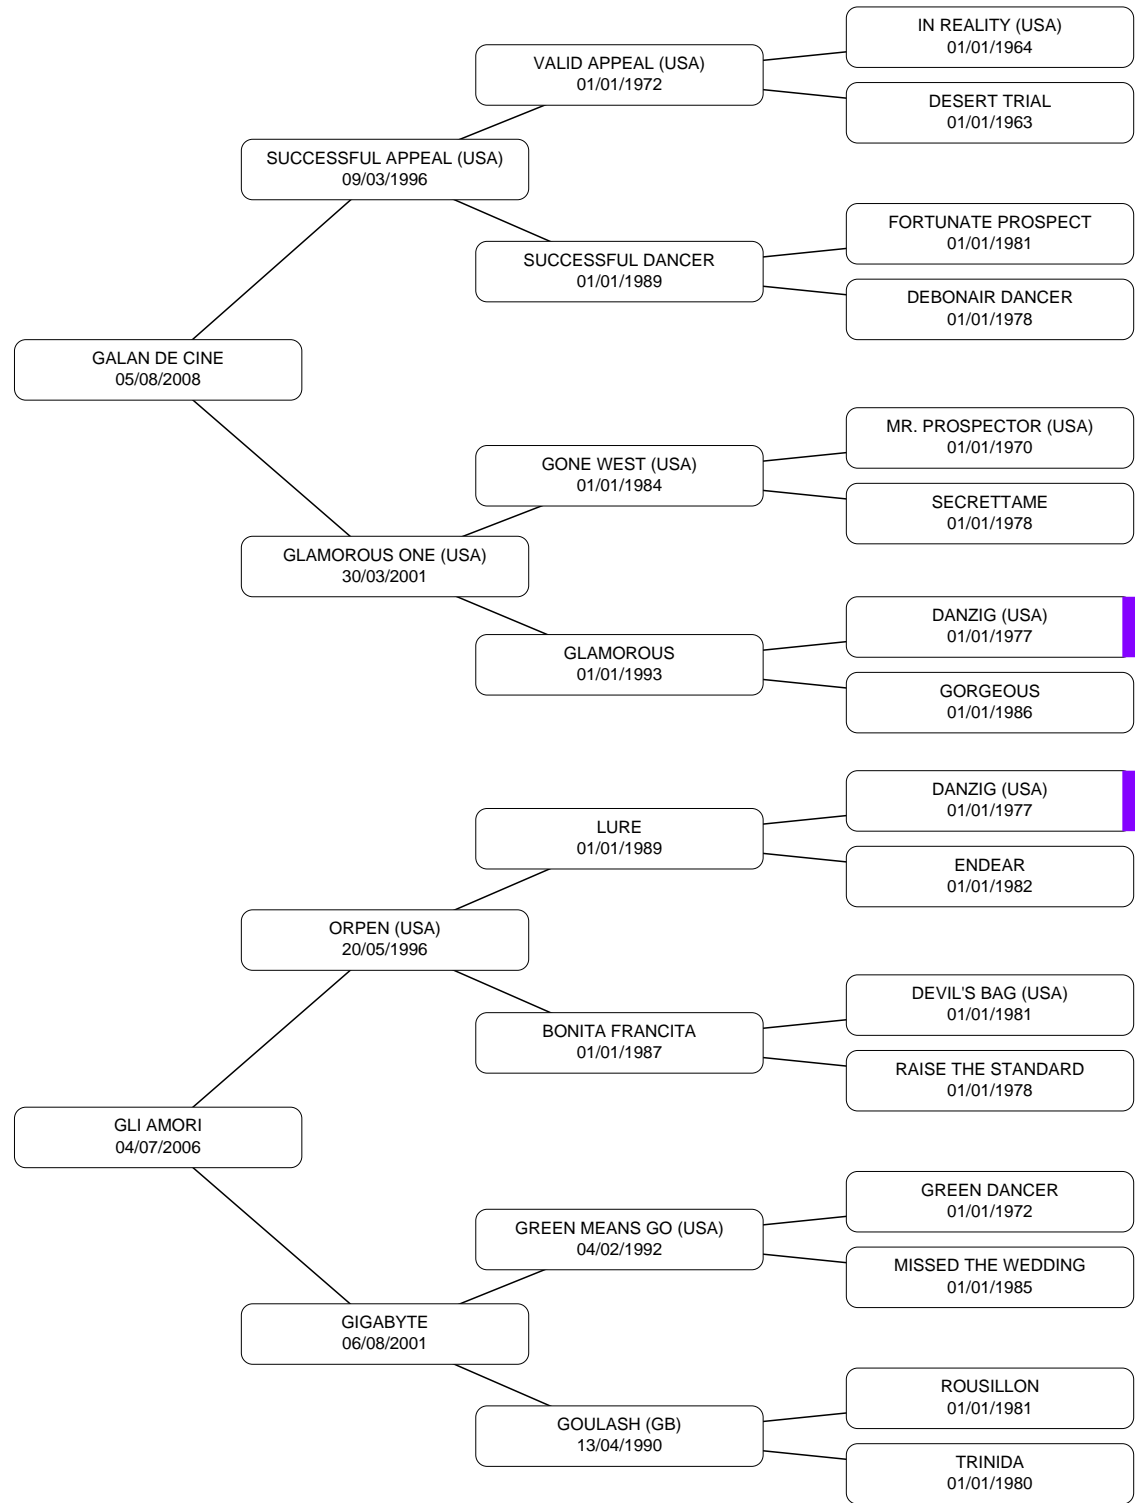 IN REALITY (USA)
01/01/1964
VALID APPEAL (USA)
01/01/1972
DESERT TRIAL
01/01/1963
SUCCESSFUL APPEAL (USA)
09/03/1996
FORTUNATE PROSPECT
01/01/1981
SUCCESSFUL DANCER
01/01/1989
DEBONAIR DANCER
01/01/1978
GALAN DE CINE
05/08/2008
MR. PROSPECTOR (USA)
01/01/1970
GONE WEST (USA)
01/01/1984
SECRETTAME
01/01/1978
GLAMOROUS ONE (USA)
30/03/2001
DANZIG (USA)
01/01/1977
GLAMOROUS
01/01/1993
GORGEOUS
01/01/1986
DANZIG (USA)
01/01/1977
LURE
01/01/1989
ENDEAR
01/01/1982
ORPEN (USA)
20/05/1996
DEVIL'S BAG (USA)
01/01/1981
BONITA FRANCITA
01/01/1987
RAISE THE STANDARD
01/01/1978
GLI AMORI
04/07/2006
GREEN DANCER
01/01/1972
GREEN MEANS GO (USA)
04/02/1992
MISSED THE WEDDING
01/01/1985
GIGABYTE
06/08/2001
ROUSILLON
01/01/1981
GOULASH (GB)
13/04/1990
TRINIDA
01/01/1980